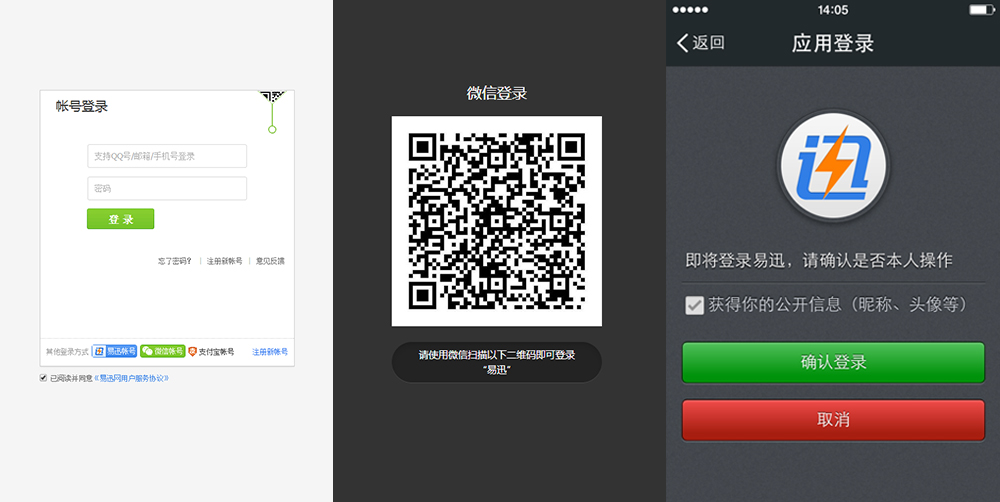 帐号登录
支持QQ号/邮箱/手机号登录
密码
登 录
忘了密码？ | 注册新帐号 | 意见反馈
其他登录方式 易迅帐号 微信帐号 支付宝帐号 注册新帐号
已阅读并同意《易迅网用户服务协议》
微信登录
请使用微信扫描以下二维码即可登录
“易迅”
14:05
返回
应用登录
迅
即将登录易迅，请确认是否本人操作
获得你的公开信息（昵称、头像等）
确认登录
取消